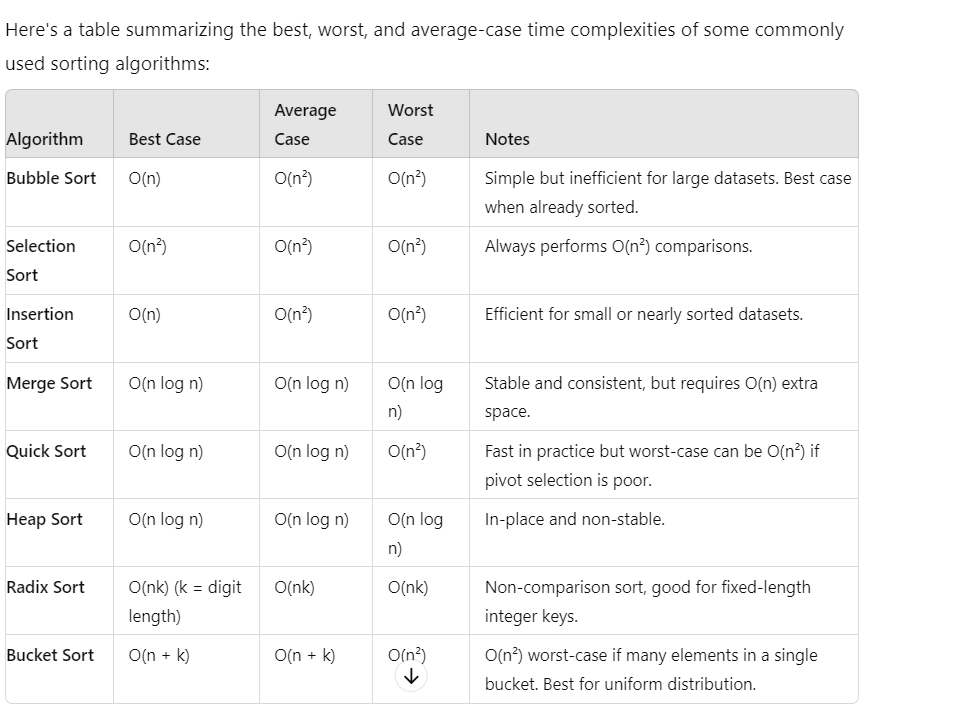 Here's a table summarizing the best, worst, and average-case time complexities of some commonly
used sorting algorithms:
Algorithm Best Case Average Case Worst Case Notes
Bubble Sort O(n) O(n²) O(n²) Simple but inefficient for large datasets. Best case
when already sorted.
Selection Sort O(n²) O(n²) O(n²) Always performs O(n²) comparisons.
Insertion Sort O(n) O(n²) O(n²) Efficient for small or nearly sorted datasets.
Merge Sort O(n log n) O(n log n) O(n log n) Stable and consistent, but requires O(n) extra
space.
Quick Sort O(n log n) O(n log n) O(n²) Fast in practice but worst-case can be O(n²) if
pivot selection is poor.
Heap Sort O(n log n) O(n log n) O(n log n) In-place and non-stable.
Radix Sort O(nk) (k = digit length) O(nk) O(nk) Non-comparison sort, good for fixed-length
integer keys.
Bucket Sort O(n + k) O(n + k) O(n²) O(n²) worst-case if many elements in a single
bucket. Best for uniform distribution.